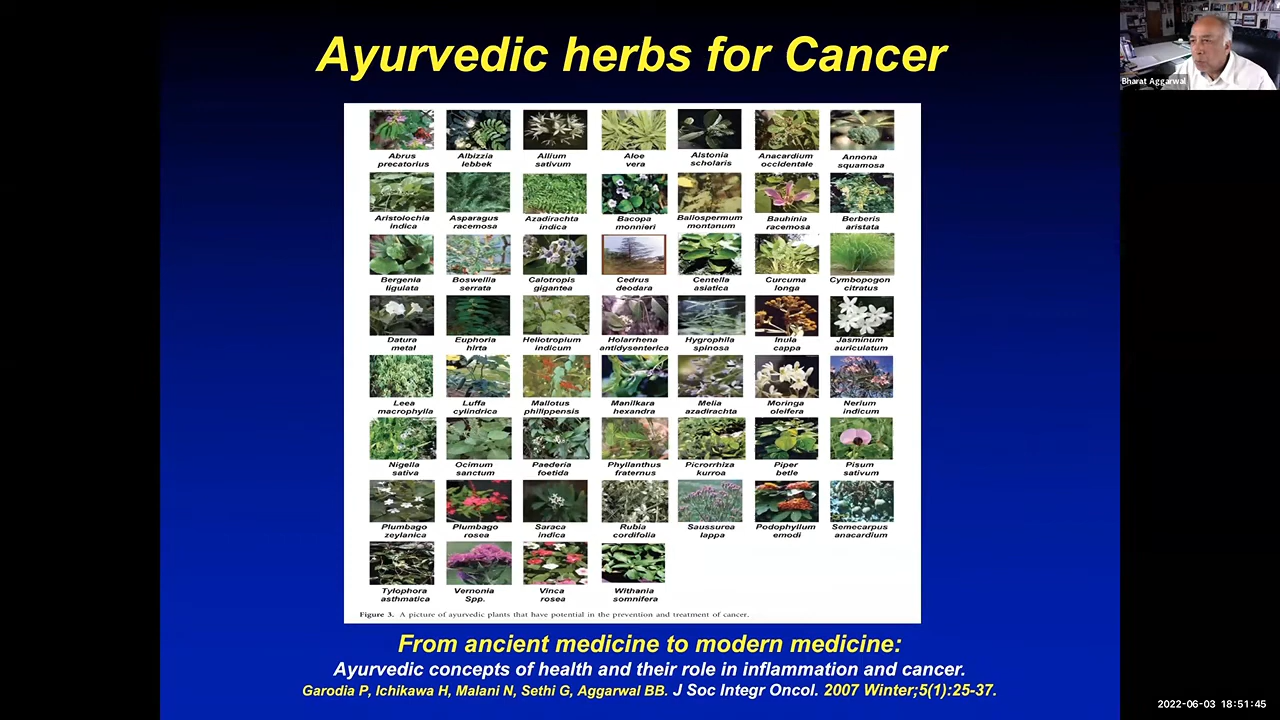 Ayurvedic herbs for Cancer
Bharat Aggarwal
Abrus Albizzia Allium Aloe Alstonia Anacardium Annona
precatorius lebbek sativum vera scholaris occidentale squamosa
Aristolochia Asparagus Azadirachta Bacopa Baliospermum Bauhinia Berberis
indica racemosa indica monnieri montanum racemosa aristata
Bergenia Boswellia Calotropis Cedrus Centella Curcuma Cymbopogon
ligulata serrata gigantea deodara asiatica longa citratus
Datura Euphoria Heliotropium Holarrhena Hygrophila Inula Jasminum
metal hirta indicum antidysenterica spinosa cappa auriculatum
Leea Luffa Mallotus Manilkara Melia Moringa Nerium
macrophylla cylindrica philippensis hexandra azadirachta oleifera indicum
Nigella Ocimum Paederia Phyllanthus Picrorrhiza Piper Pisum
sativa sanctum foetida fraternus kurroa betle sativum
Plumbago Plumbago Saraca Rubia Saussurea Podophyllum Semecarpus
zeylanica rosea indica cordifolia lappa emodi anacardium
Tylophora Vernonia Vinca Withania
asthmatica Spp. rosea somnifera
Figure 3. A picture of ayurvedic plants that have potential in the prevention and treatment of cancer.
From ancient medicine to modern medicine:
Ayurvedic concepts of health and their role in inflammation and cancer.
Garodia P, Ichikawa H, Malani N, Sethi G, Aggarwal BB. J Soc Integr Oncol. 2007 Winter;5(1):25-37.
2022-06-03 18:51:45